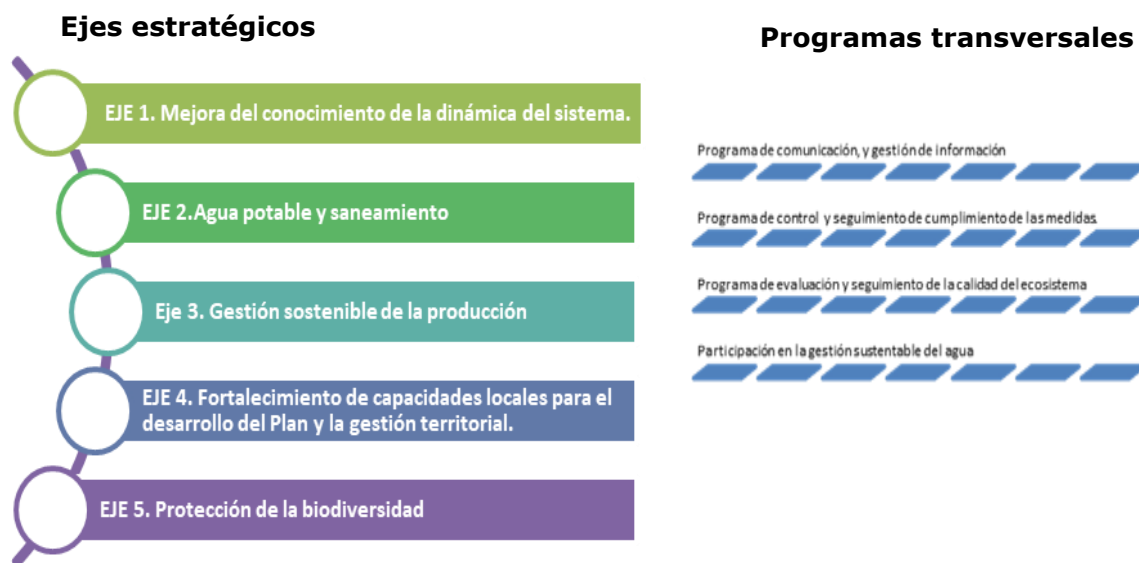 Ejes estratégicos
EJE 1. Mejora del conocimiento de la dinámica del sistema.
EJE 2.Agua potable y saneamiento
Eje 3. Gestión sostenible de la producción
EJE 4. Fortalecimiento de capacidades locales para el
desarrollo del Plan y la gestión territorial.
EJE 5. Protección de la biodiversidad
Programas transversales
Programa de comunicación, y gestión de información
Programa de control y seguimiento de cumplimiento de las medidas.
Programa de evaluación y seguimiento de la calidad del ecosistema
Participación en la gestión sustentable del agua